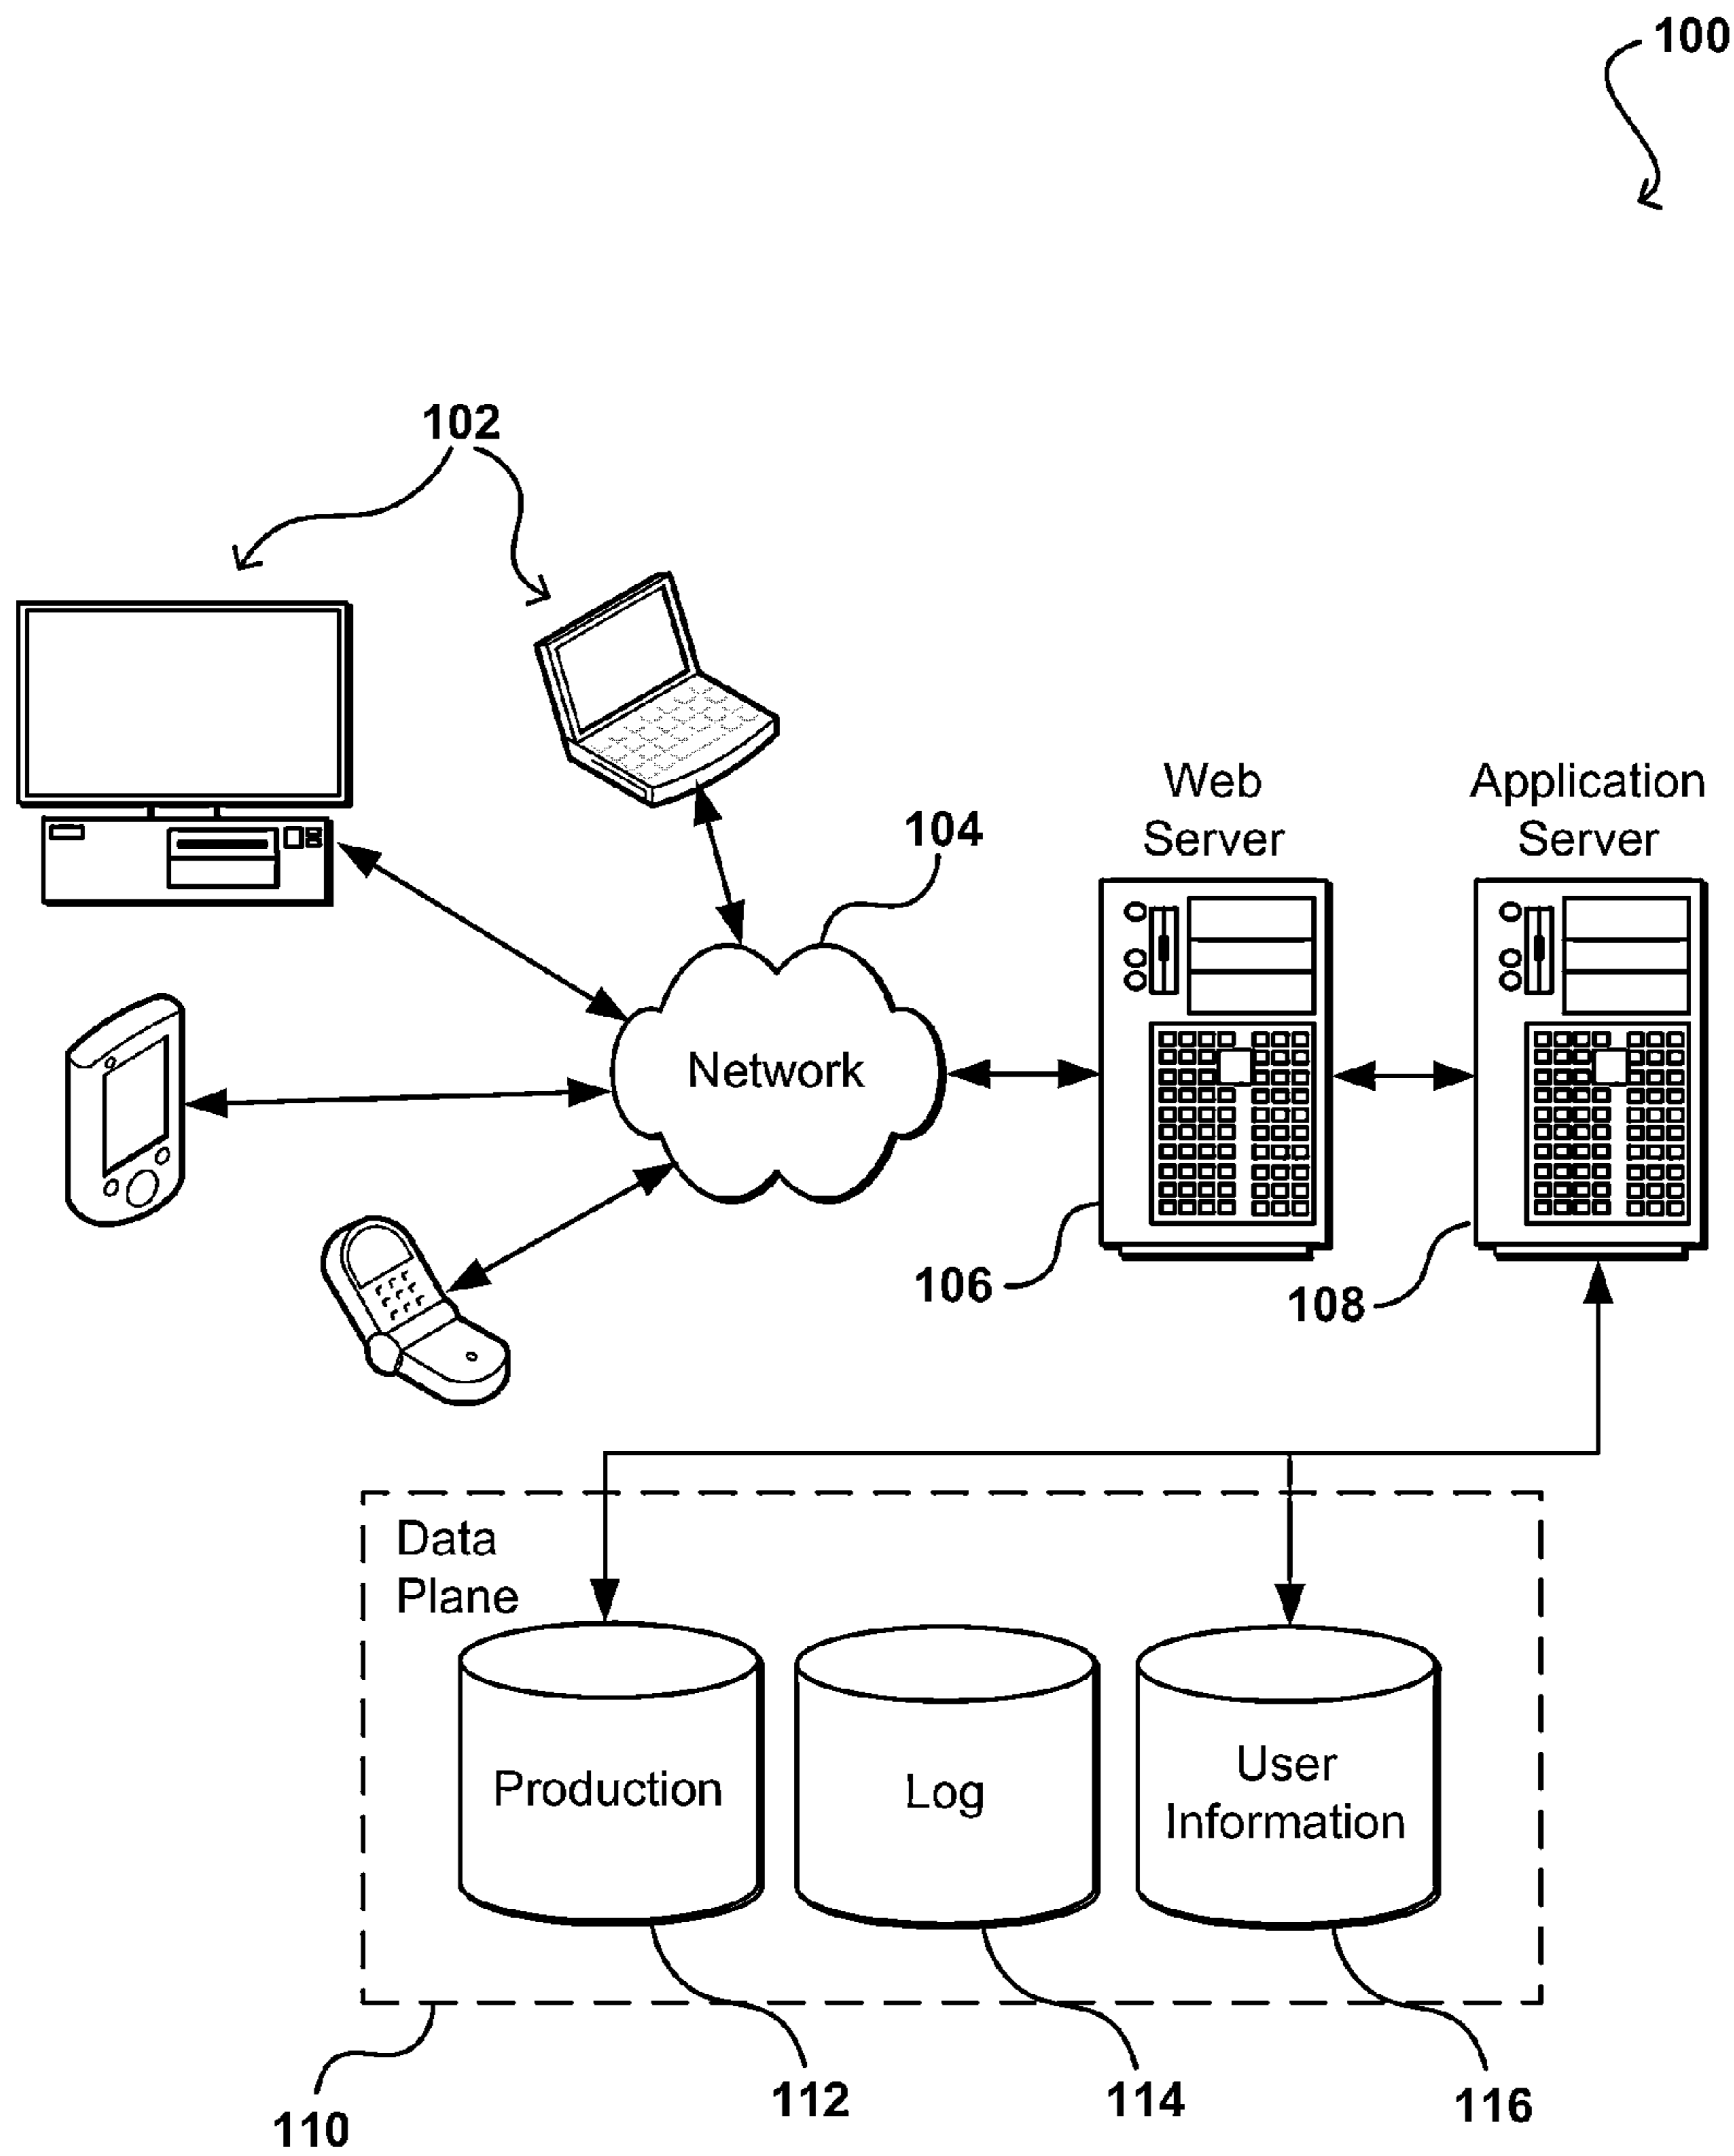 100
102
Web
Server
Application
Server
104
Network
106
108
Data
Plane
Production
Log
User
Information
110
112
114
116